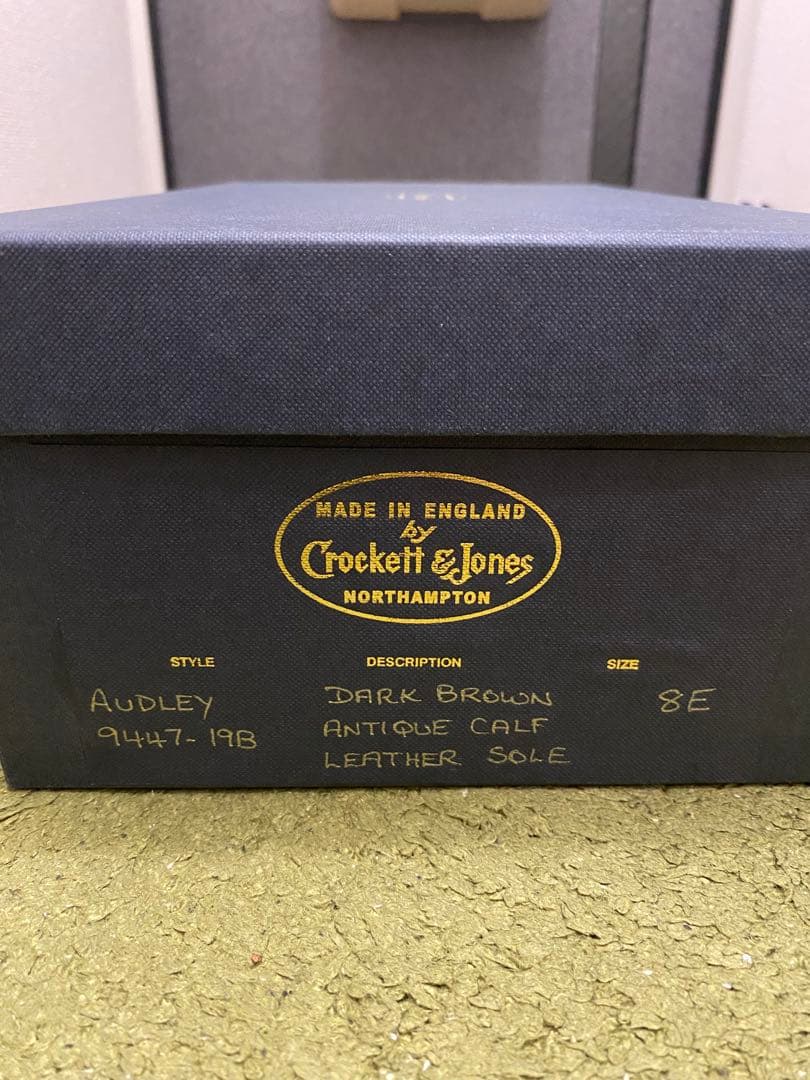 MADE IN ENGLAND
by
Crockett & Jones
NORTHAMPTON
STYLE DESCRIPTION SIZE
AUDLEY DARK BROWN 8E
9447-19B ANTIQUE CALF
LEATHER SOLE